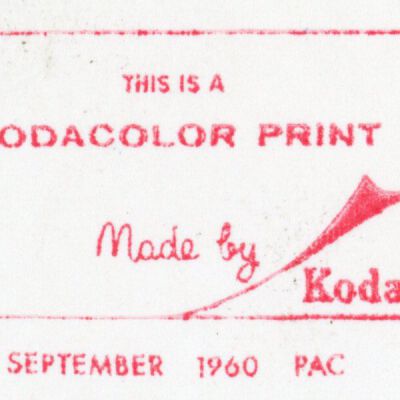 THIS IS A
ODACOLOR PRINT
Made by
Koda
SEPTEMBER 1960 PAC